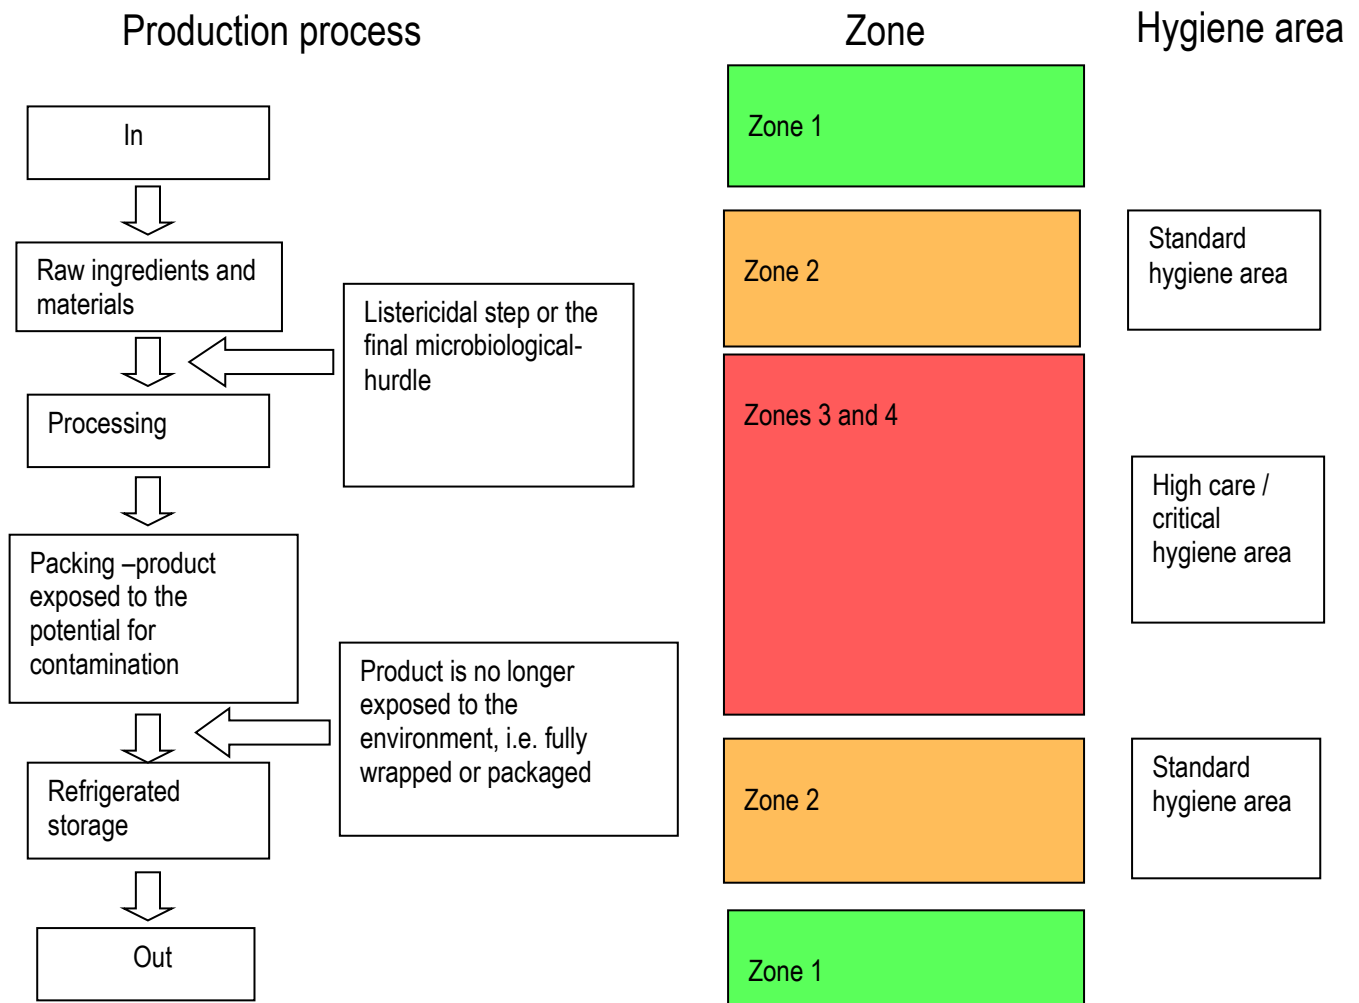 Production process
Zone
Hygiene area
In
Zone 1
Raw ingredients and
materials
Zone 2
Standard
hygiene area
Listericidal step or the
final microbiological-
hurdle
Processing
Zones 3 and 4
High care /
critical
hygiene area
Packing –product
exposed to the
potential for
contamination
Product is no longer
exposed to the
environment, i.e. fully
wrapped or packaged
Refrigerated
storage
Zone 2
Standard
hygiene area
Out
Zone 1